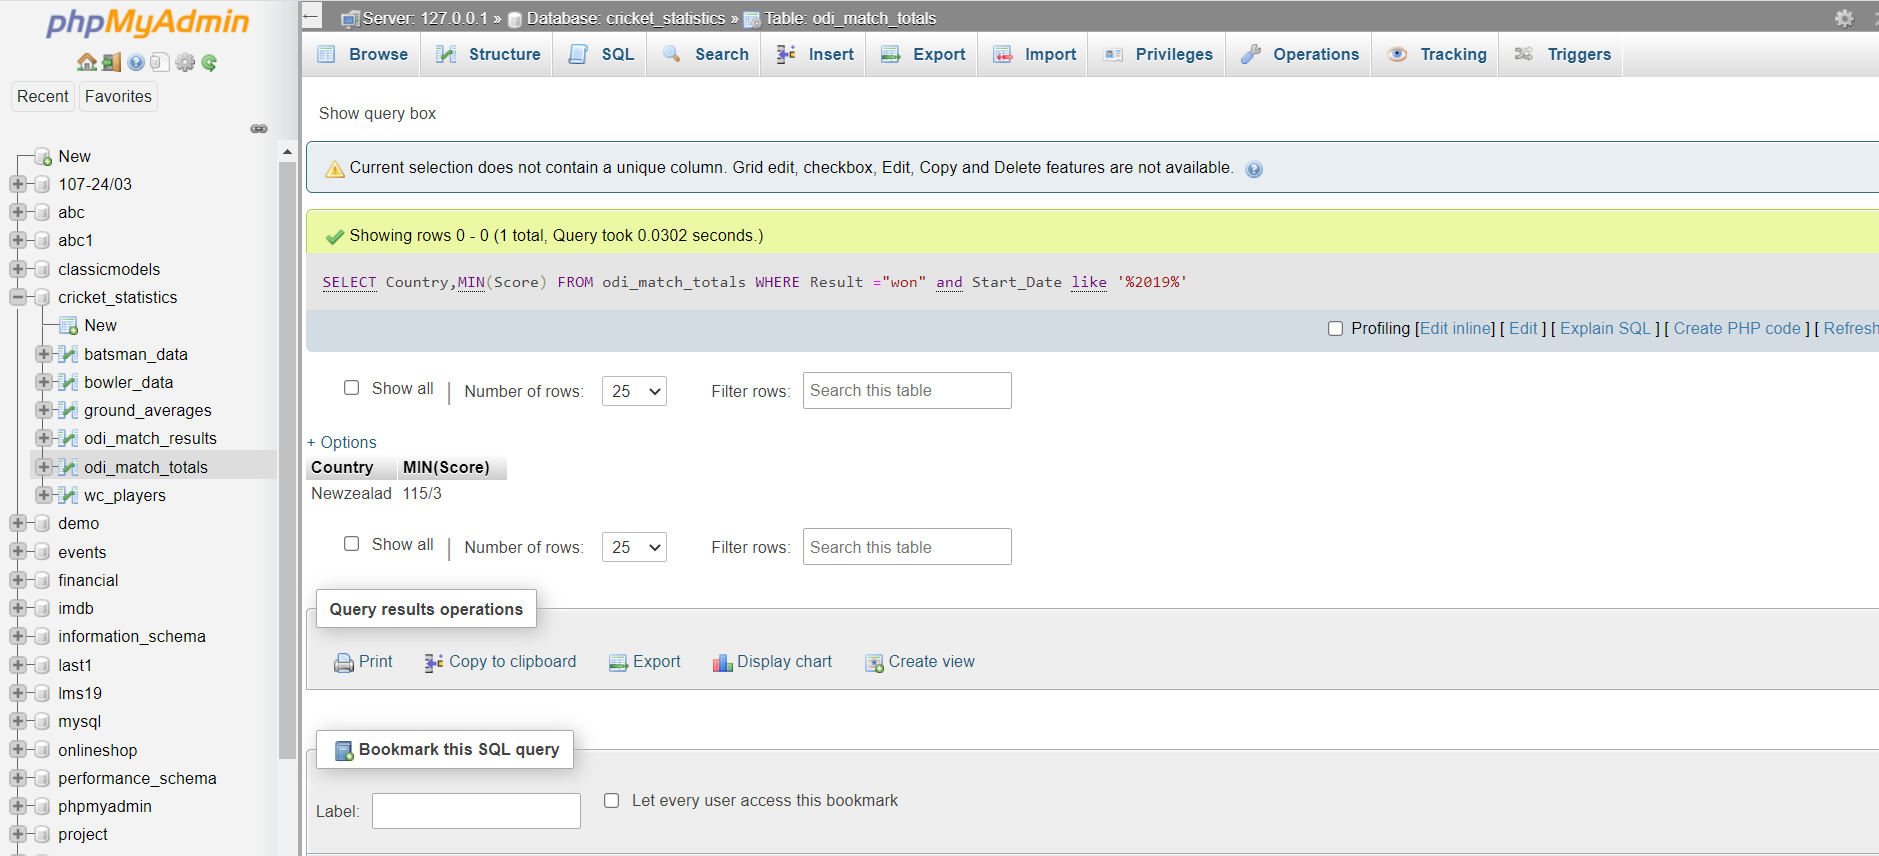 phpMyAdmin
Recent Favorites
New
107-24/03
abc
abc1
classicmodels
cricket_statistics
New
batsman_data
bowler_data
ground_averages
odi_match_results
odi_match_totals
wc_players
demo
events
financial
imdb
information_schema
last1
lms19
mysql
onlineshop
performance_schema
phpmyadmin
project
Server: 127.0.0.1 » Database: cricket_statistics » Table: odi_match_totals
Browse Structure SQL Search Insert Export Import Privileges Operations Tracking Triggers
Show query box
Current selection does not contain a unique column. Grid edit, checkbox, Edit, Copy and Delete features are not available.
Showing rows 0 - 0 (1 total, Query took 0.0302 seconds.)
SELECT Country,MIN(Score) FROM odi_match_totals WHERE Result ="won" and Start_Date like '%2019%'
Profiling [Edit inline] [ Edit ] [ Explain SQL ] [ Create PHP code ] [ Refresh
Show all | Number of rows: 25 Filter rows: Search this table
+ Options
Country MIN(Score)
Newzealad 115/3
Show all | Number of rows: 25 Filter rows: Search this table
Query results operations
Print Copy to clipboard Export Display chart Create view
Bookmark this SQL query
Label: Let every user access this bookmark